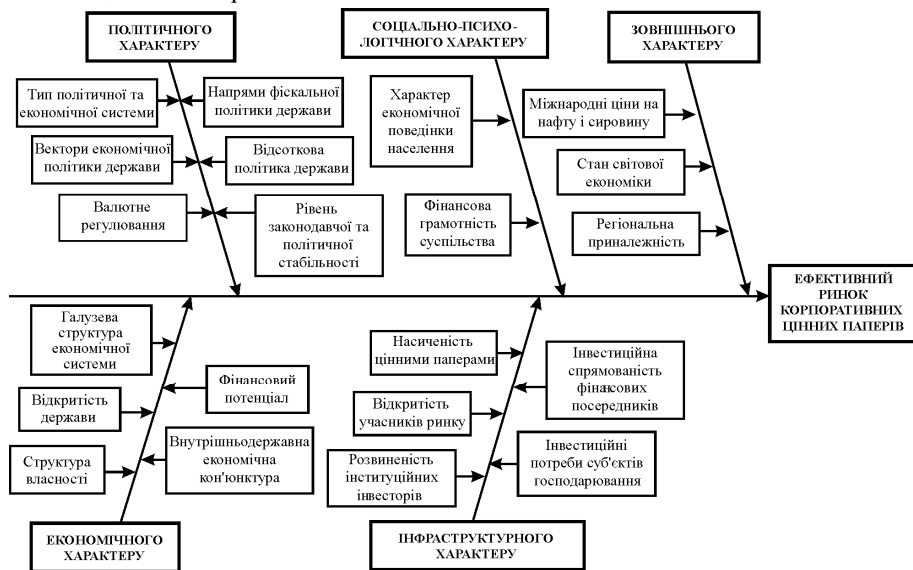 ПОЛІТИЧНОГО
ХАРАКТЕРУ
СОЦІАЛЬНО-ПСИХО-
ЛОГІЧНОГО ХАРАКТЕРУ
ЗОВНІШНЬОГО
ХАРАКТЕРУ
Тип політичної та
економічної системи
Напрями фіскальної
політики держави
Вектори економічної
політики держави
Відсоткова
політика держави
Валютне
регулювання
Рівень
законодавчої та
політичної
стабільності
Характер
економічної
поведінки
населення
Фінансова
грамотність
суспільства
Міжнародні ціни на
нафту і сировину
Стан світової
економіки
Регіональна
приналежність
ЕФЕКТИВНИЙ
РИНОК
КОРПОРАТИВНИХ
ЦІННИХ ПАПЕРІВ
Галузева
структура
економічної
системи
Фінансовий
потенціал
Відкритість
держави
Внутрішньодержавна
економічна
кон'юнктура
Структура
власності
Насиченість
цінними паперами
Інвестиційна
спрямованість
фінансових
посередників
Відкритість
учасників ринку
Інвестиційні
потреби суб'єктів
господарювання
Розвиненість
інституційних
інвесторів
ЕКОНОМІЧНОГО
ХАРАКТЕРУ
ІНФРАСТРУКТУРНОГО
ХАРАКТЕРУ